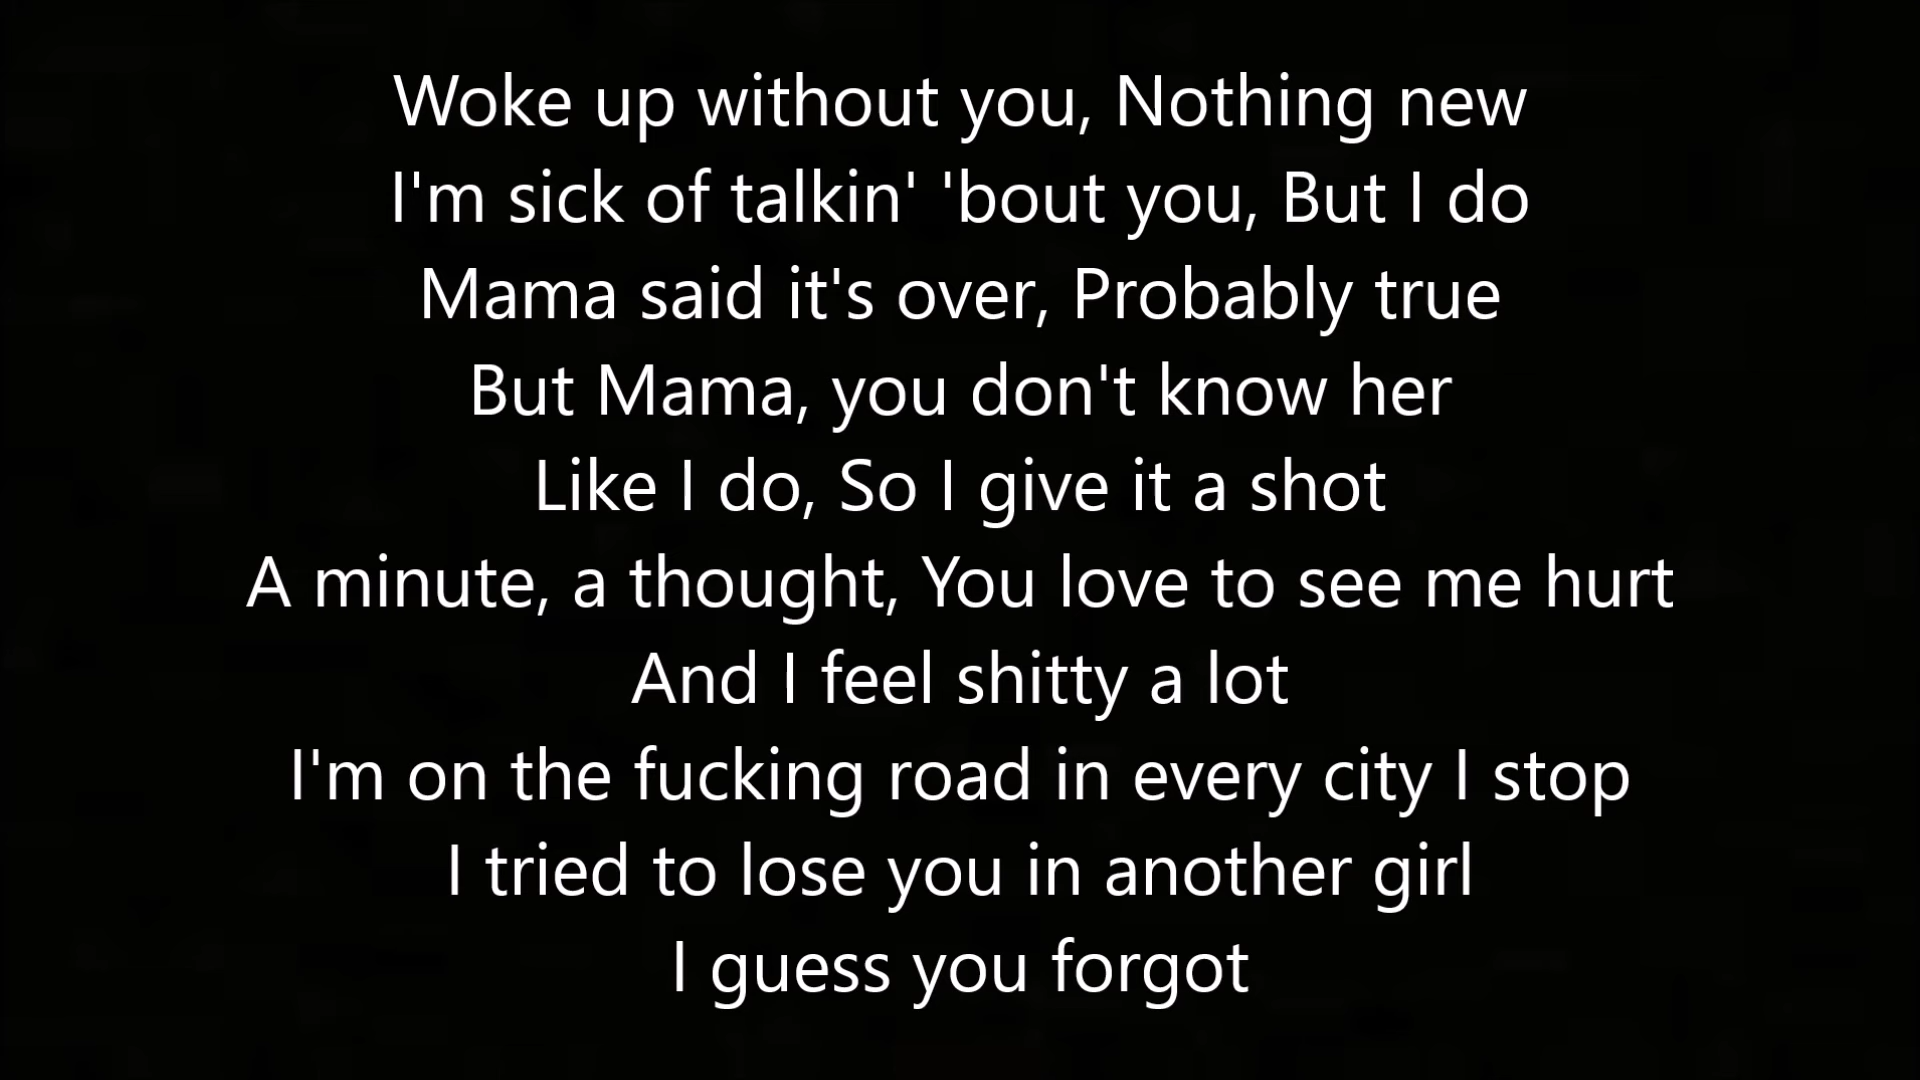 Woke up without you, Nothing new
I'm sick of talkin' 'bout you, But I do
Mama said it's over, Probably true
But Mama, you don't know her
Like I do, So I give it a shot
A minute, a thought, You love to see me hurt
And I feel shitty a lot
I'm on the fucking road in every city I stop
I tried to lose you in another girl
I guess you forgot